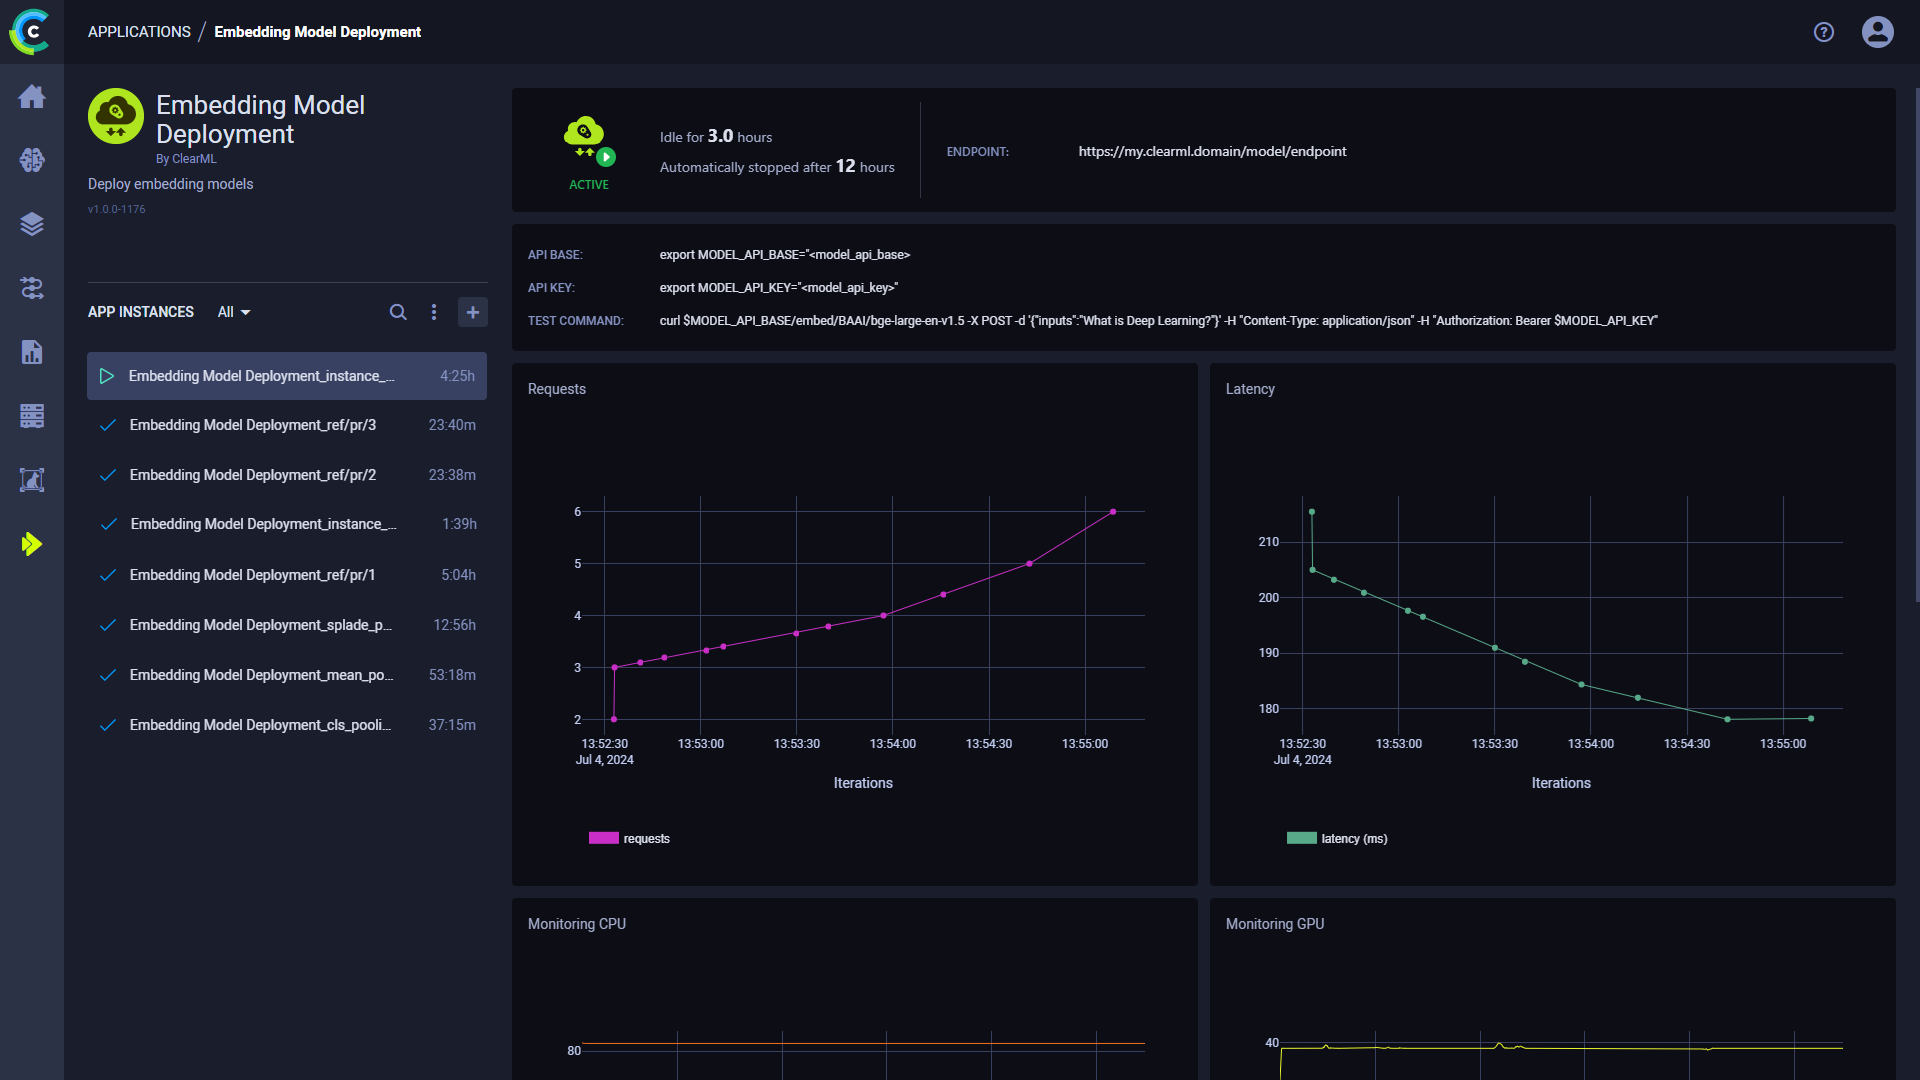 APPLICATIONS / Embedding Model Deployment
Embedding Model
Deployment
By ClearML
Deploy embedding models
v1.0.0-1176
APP INSTANCES All
Embedding Model Deployment_instance_... 4:25h
Embedding Model Deployment_ref/pr/3 23:40m
Embedding Model Deployment_ref/pr/2 23:38m
Embedding Model Deployment_instance_... 1:39h
Embedding Model Deployment_ref/pr/1 5:04h
Embedding Model Deployment_splade_p... 12:56h
Embedding Model Deployment_mean_po... 53:18m
Embedding Model Deployment_cls_pooli... 37:15m
ACTIVE
Idle for 3.0 hours
Automatically stopped after 12 hours
ENDPOINT: https://my.clearml.domain/model/endpoint
API BASE: export MODEL_API_BASE="<model_api_base>
API KEY: export MODEL_API_KEY="<model_api_key>"
TEST COMMAND: curl $MODEL_API_BASE/embed/BAAI/bge-large-en-v1.5 -X POST -d '{"inputs":"What is Deep Learning?"}' -H "Content-Type: application/json" -H "Authorization: Bearer $MODEL_API_KEY"
Requests
6
5
4
3
2
13:52:30 13:53:00 13:53:30 13:54:00 13:54:30 13:55:00
Jul 4, 2024
Iterations
requests
Latency
210
200
190
180
13:52:30 13:53:00 13:53:30 13:54:00 13:54:30 13:55:00
Jul 4, 2024
Iterations
latency (ms)
Monitoring CPU
80
Monitoring GPU
40